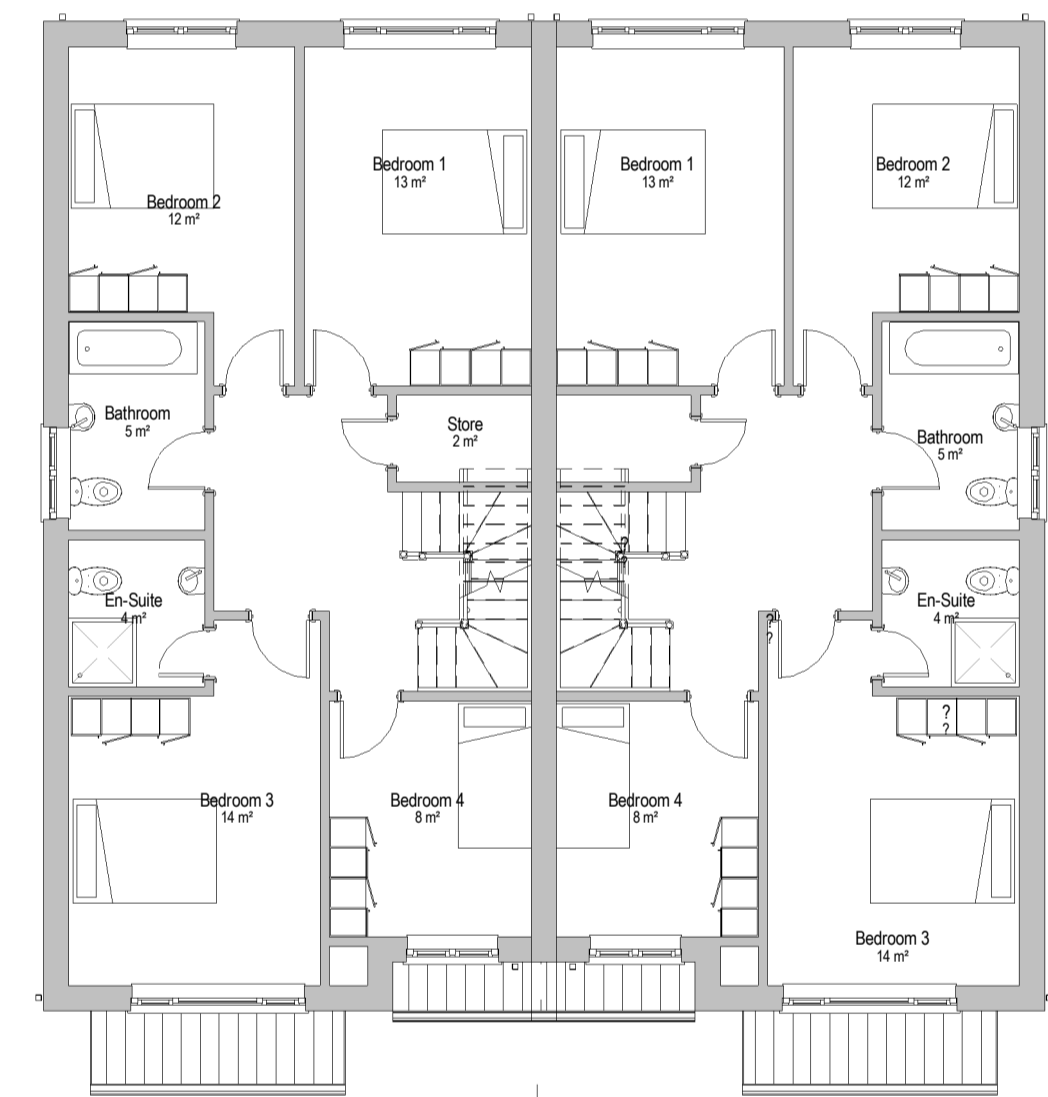 Bedroom 1
13 m²
Bedroom 1
13 m²
Bedroom 2
12 m²
Bedroom 2
12 m²
Bathroom
5 m²
Store
2 m²
Bathroom
5 m²
?
?
En-Suite
4 m²
En-Suite
4 m²
?
?
?
?
Bedroom 3
14 m²
Bedroom 4
8 m²
Bedroom 4
8 m²
Bedroom 3
14 m²